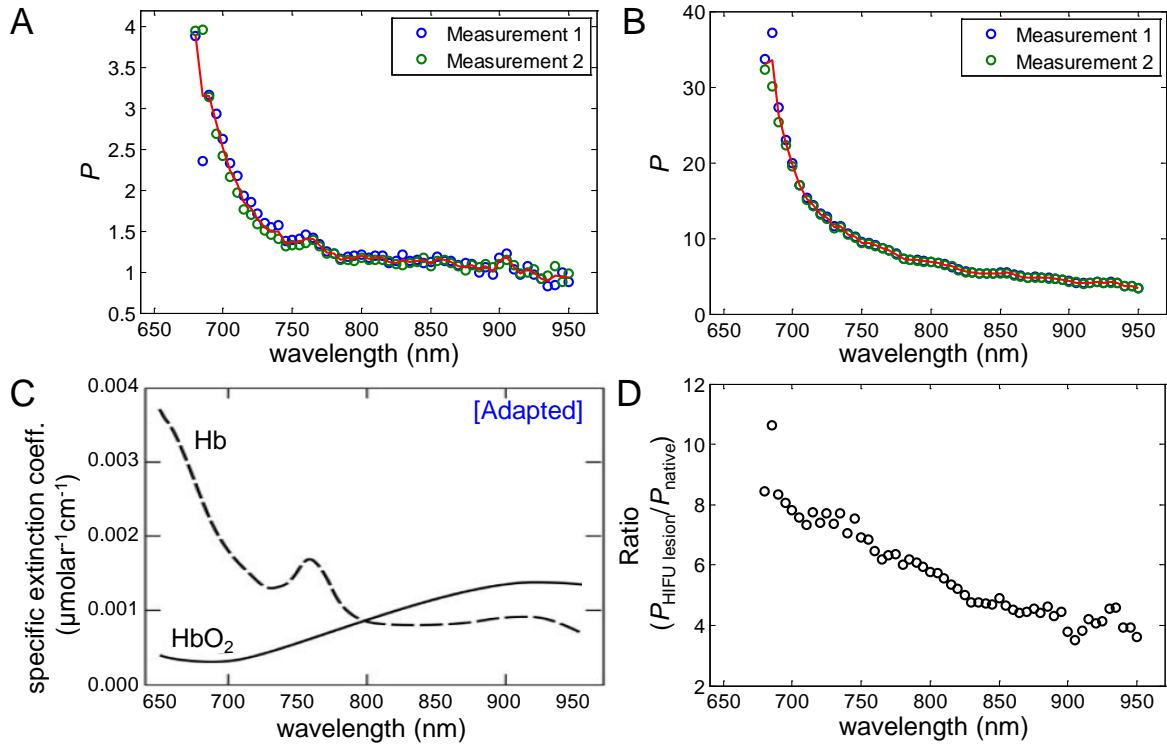 A
4
3.5
3
2.5
2
1.5
1
0.5
P
Measurement 1
Measurement 2
650 700 750 800 850 900 950
wavelength (nm)
B
40
30
20
10
0
P
Measurement 1
Measurement 2
650 700 750 800 850 900 950
wavelength (nm)
C
specific extinction coeff.
(μmolar⁻¹cm⁻¹)
0.004
0.003
0.002
0.001
0.000
[Adapted]
Hb
HbO₂
650 700 750 800 850 900 950
wavelength (nm)
D
Ratio
(P HIFU lesion/P native)
12
10
8
6
4
2
650 700 750 800 850 900 950
wavelength (nm)